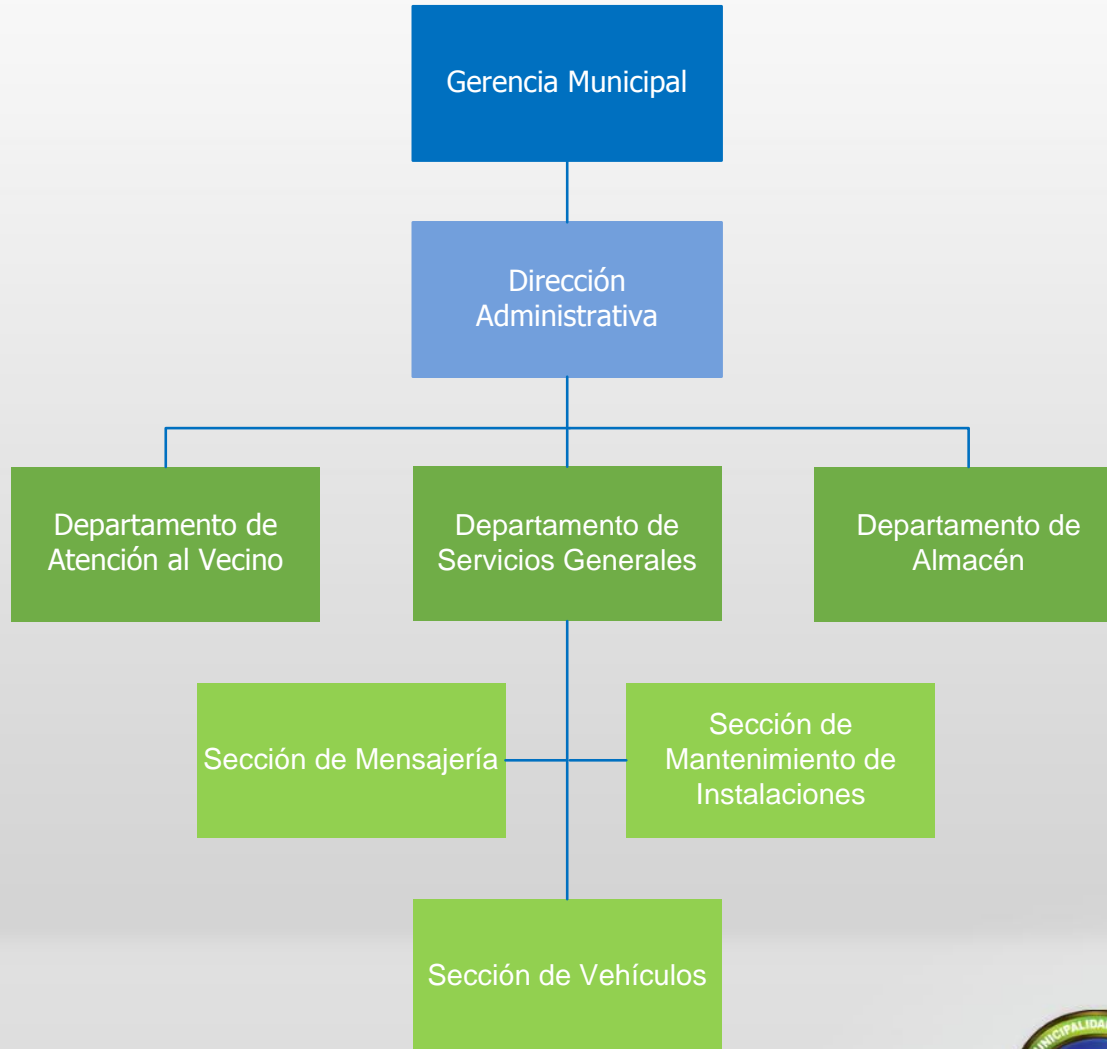 Gerencia Municipal
Dirección
Administrativa
Departamento de
Atención al Vecino
Departamento de
Servicios Generales
Departamento de
Almacén
Sección de Mensajería
Sección de
Mantenimiento de
Instalaciones
Sección de Vehículos